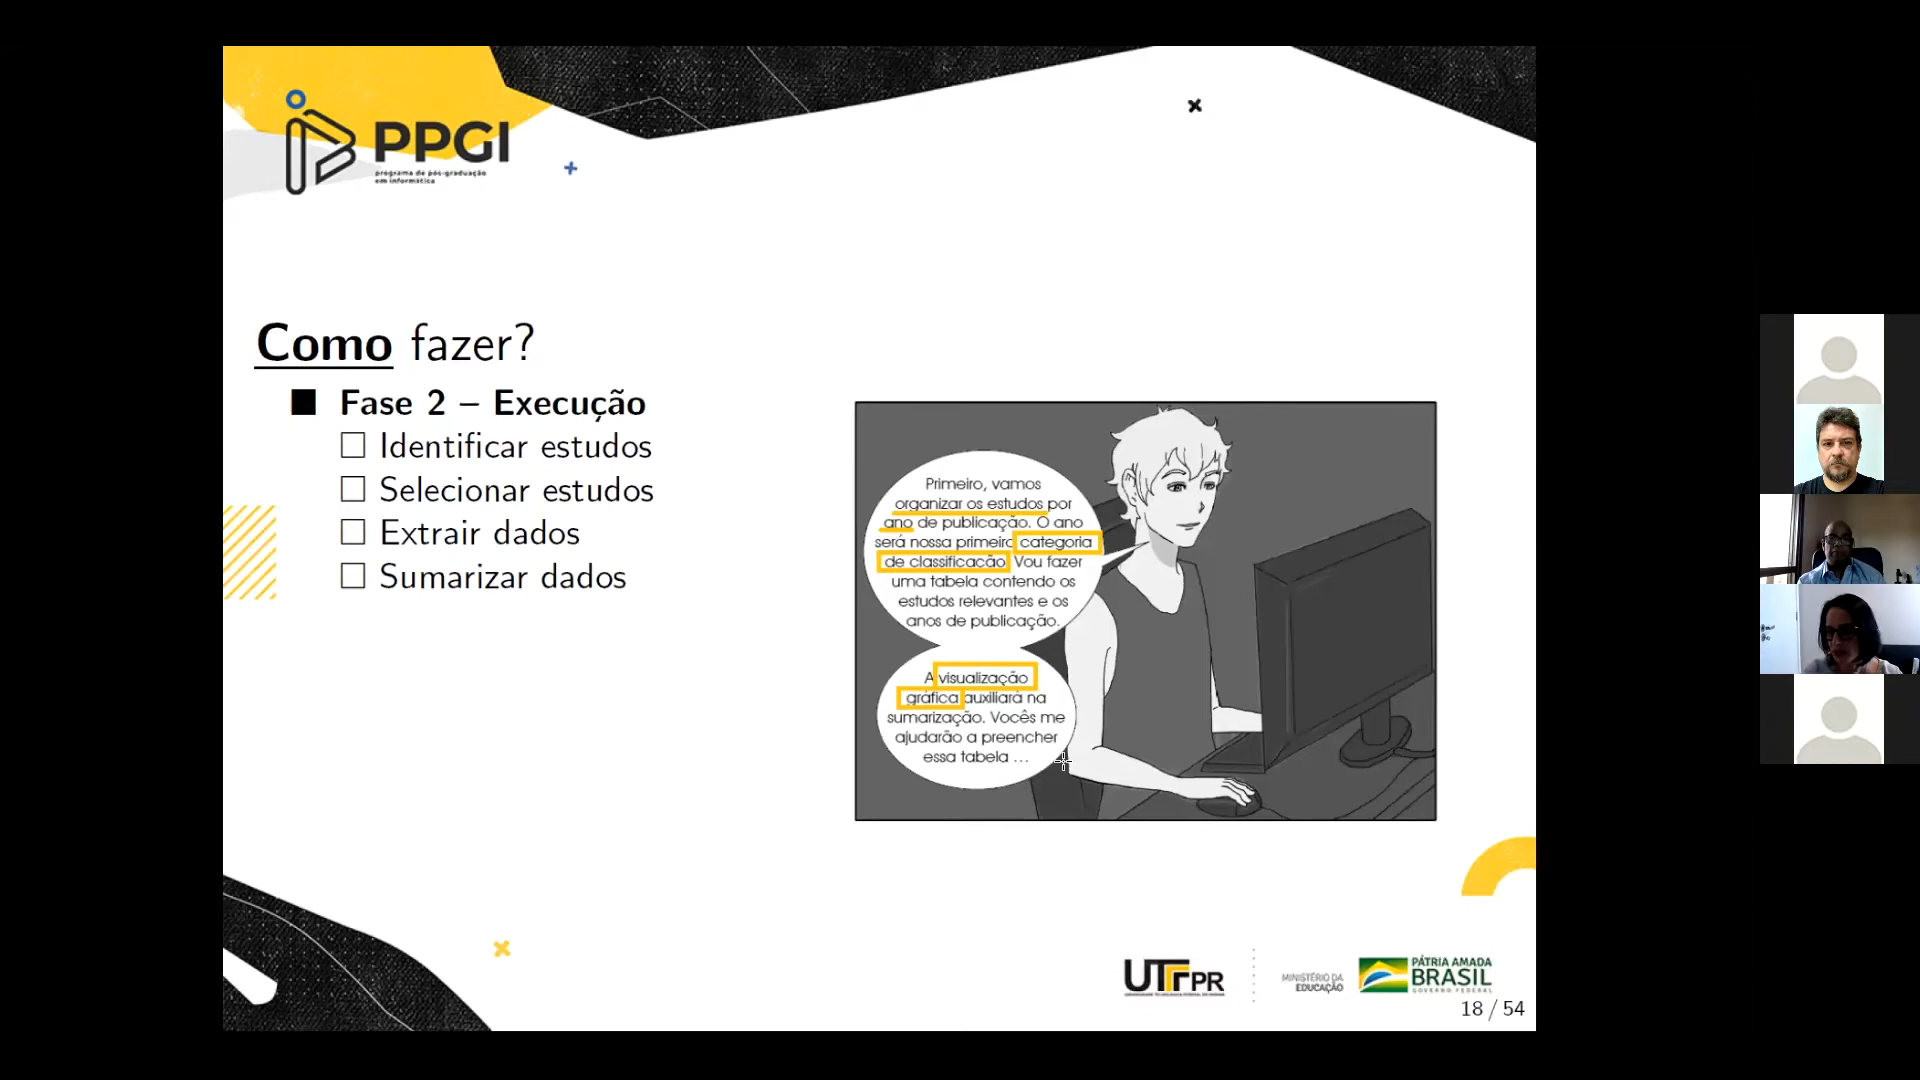 PPGI
programa de pós-graduação
em informática
Como fazer?
Fase 2 – Execução
Identificar estudos
Selecionar estudos
Extrair dados
Sumarizar dados
Primeiro, vamos
organizar os estudos por
ano de publicação. O ano
será nossa primeira categoria
de classificação. Vou fazer
uma tabela contendo os
estudos relevantes e os
anos de publicação.
A visualização
gráfica auxiliará na
sumarização. Vocês me
ajudarão a preencher
essa tabela ...
UTFPR
MINISTÉRIO DA
EDUCAÇÃO
PÁTRIA AMADA
BRASIL
GOVERNO FEDERAL
18 / 54